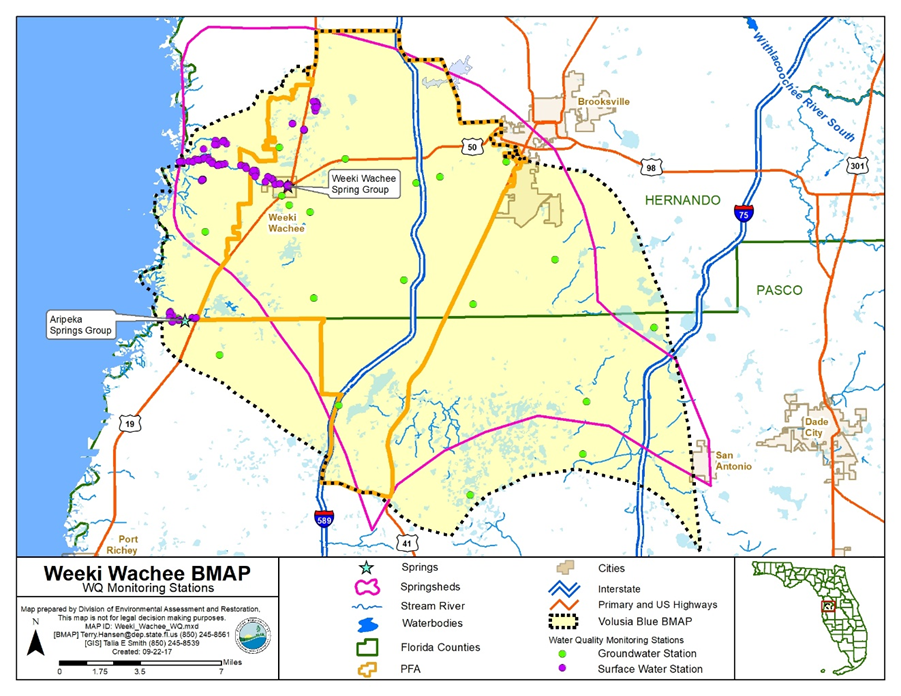 Brooksville
Withlacoochee River South
50
98
301
Weeki Wachee
Spring Group
HERNANDO
75
Weeki
Wachee
PASCO
Aripeka
Springs Group
19
Dade
City
San
Antonio
589
41
Port
Richey
Weeki Wachee BMAP
WQ Monitoring Stations
Map prepared by Division of Environmental Assessment and Restoration.
This map is not for legal decision making purposes.
MAP ID: Weeki_Wachee_WQ.mxd
[BMAP] Terry.Hansen@dep.state.fl.us (850) 245-8561
[GIS] Talia E Smith (850) 245-8539
Created: 09-22-17
N
Miles
0 1.75 3.5 7
Springs
Springsheds
Stream River
Waterbodies
Florida Counties
PFA
Cities
Interstate
Primary and US Highways
Volusia Blue BMAP
Water Quality Monitoring Stations
Groundwater Station
Surface Water Station